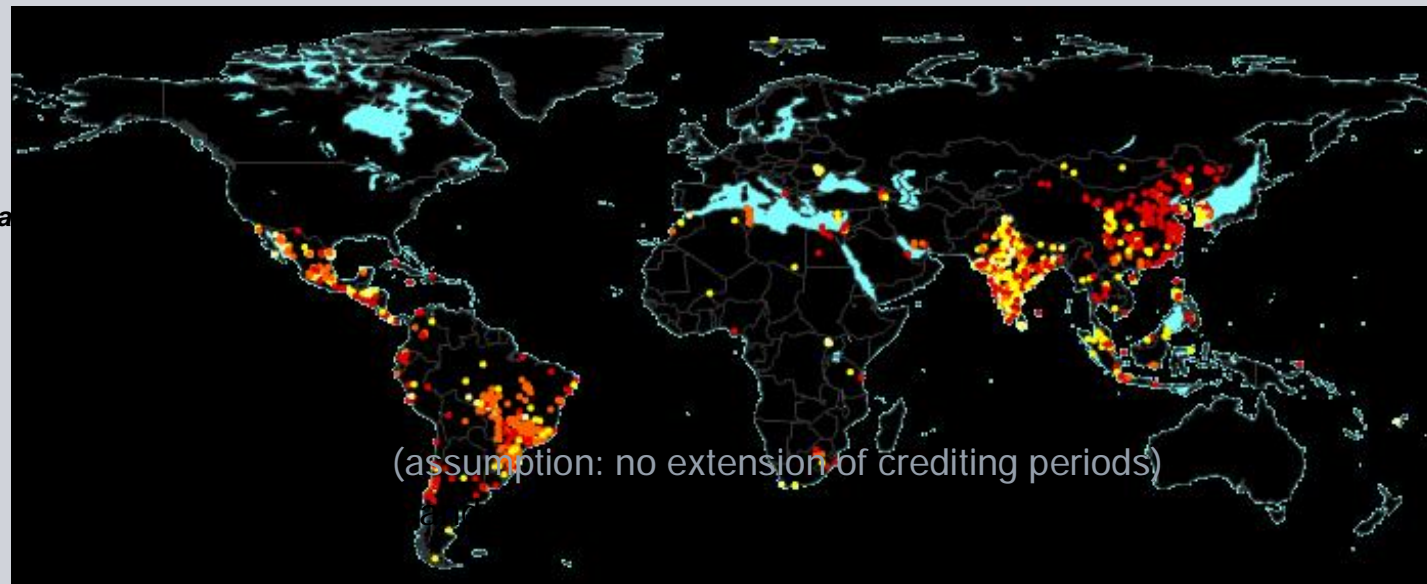 a
(assumption: no extension of crediting periods)